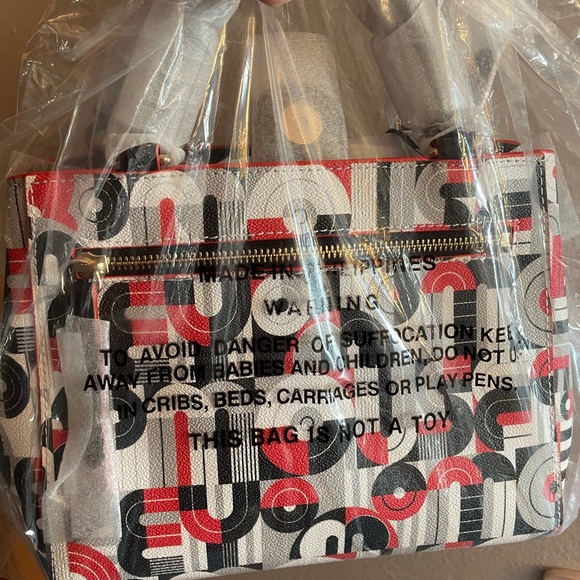 MADE IN PHILIPPINES
WARNING
TO AVOID DANGER OF SUFFOCATION KEEP
AWAY FROM BABIES AND CHILDREN, DO NOT USE
IN CRIBS, BEDS, CARRIAGES OR PLAY PENS.
THIS BAG IS NOT A TOY